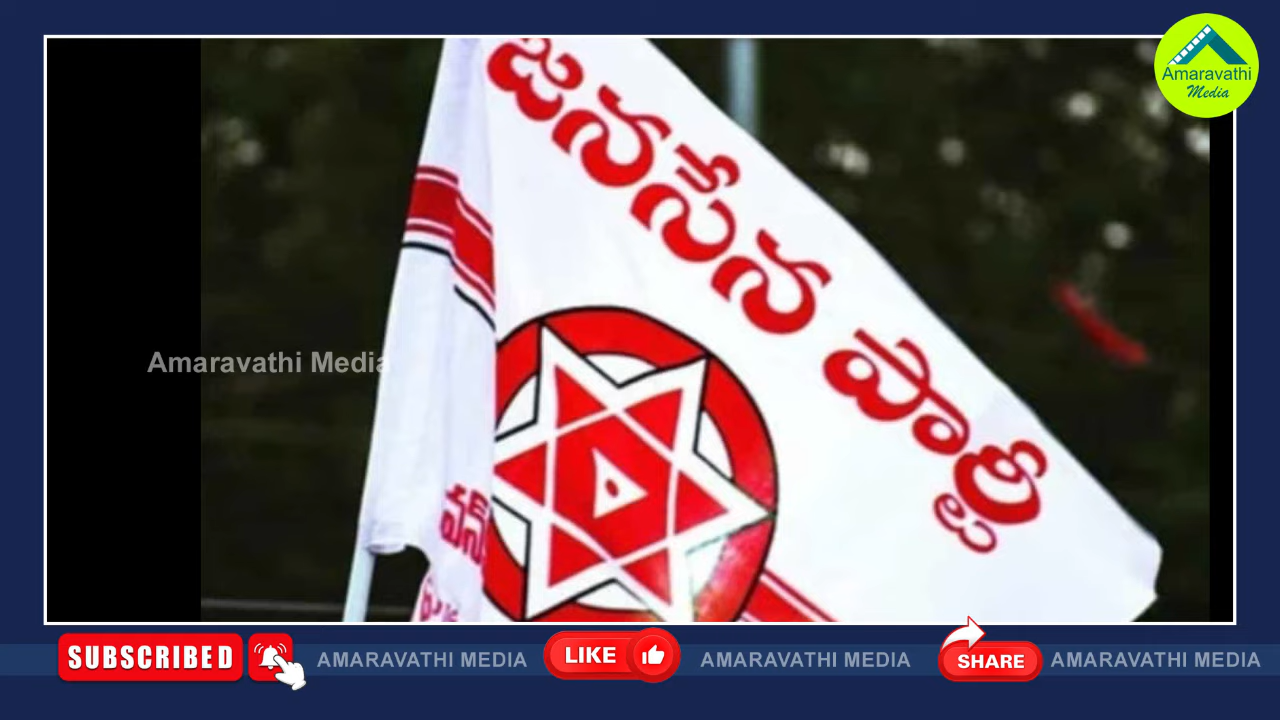 Amaravathi
Media
జనసేన పార్టీ
Amaravathi Media
SUBSCRIBED
AMARAVATHI MEDIA
LIKE
AMARAVATHI MEDIA
SHARE
AMARAVATHI MEDIA